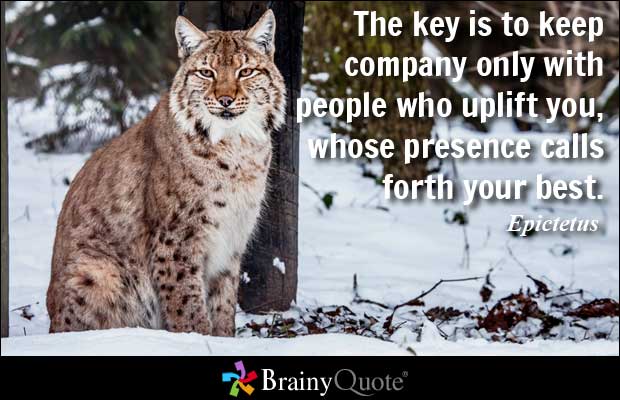 The key is to keep
company only with
people who uplift you,
whose presence calls
forth your best.
Epictetus
BrainyQuote®